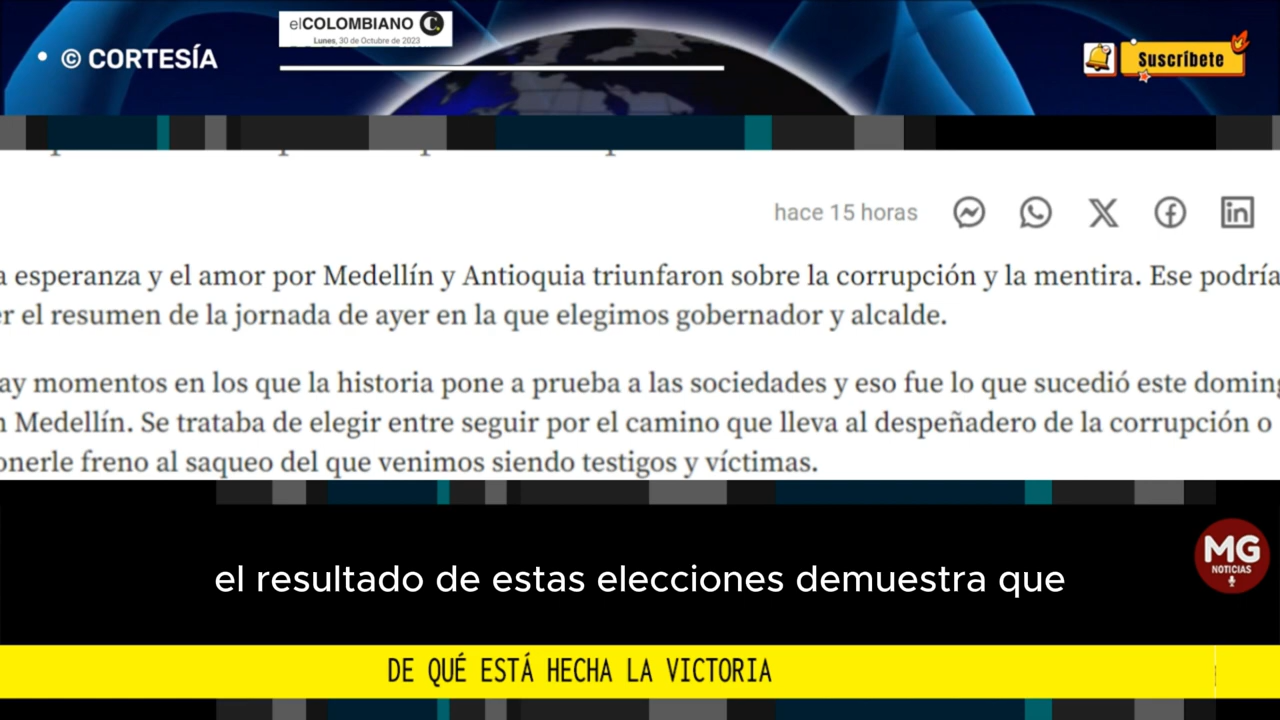 elCOLOMBIANO C
Lunes, 30 de Octubre de 2023
• © CORTESÍA
Suscríbete
hace 15 horas
a esperanza y el amor por Medellín y Antioquia triunfaron sobre la corrupción y la mentira. Ese podría
er el resumen de la jornada de ayer en la que elegimos gobernador y alcalde.
ay momentos en los que la historia pone a prueba a las sociedades y eso fue lo que sucedió este doming
n Medellín. Se trataba de elegir entre seguir por el camino que lleva al despeñadero de la corrupción o
onerle freno al saqueo del que venimos siendo testigos y víctimas.
el resultado de estas elecciones demuestra que
MG
NOTICIAS
DE QUÉ ESTÁ HECHA LA VICTORIA